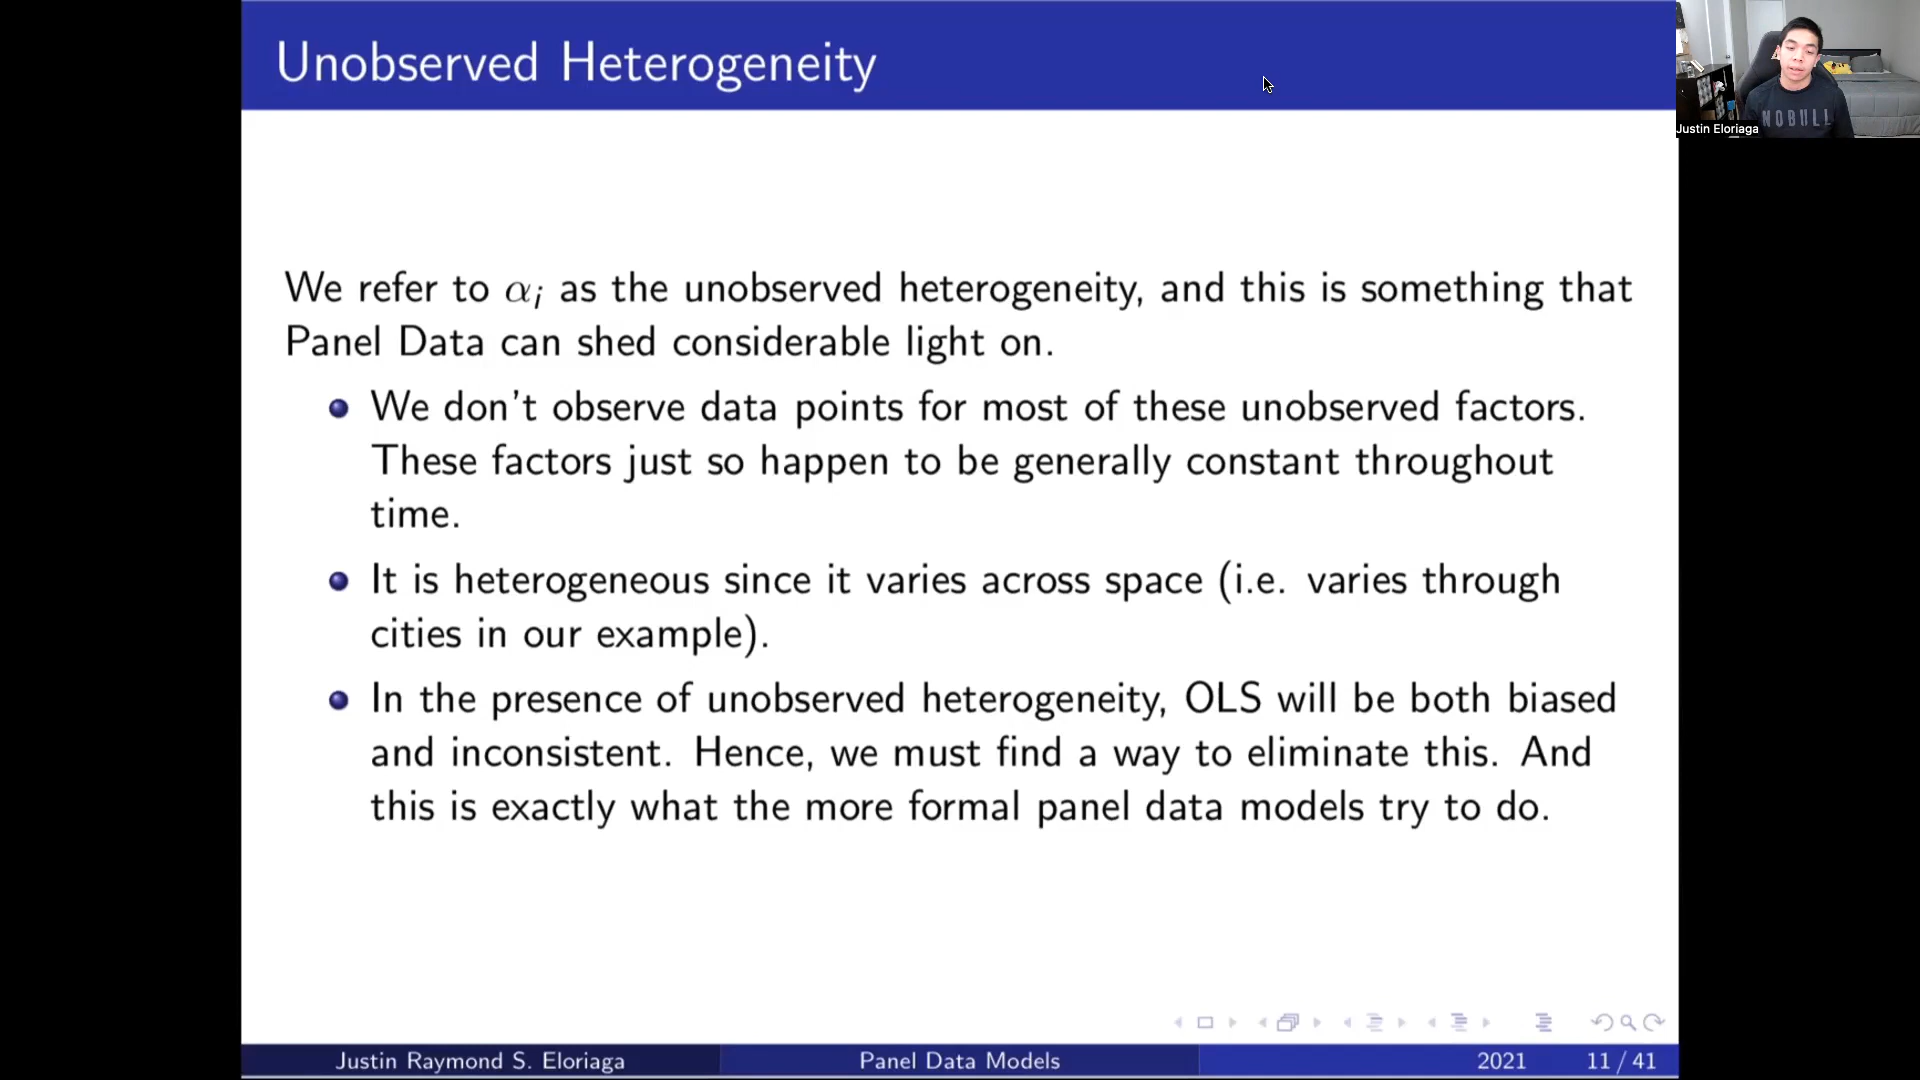 Unobserved Heterogeneity
NOBULL
Justin Eloriaga
We refer to αᵢ as the unobserved heterogeneity, and this is something that
Panel Data can shed considerable light on.
We don't observe data points for most of these unobserved factors.
These factors just so happen to be generally constant throughout
time.
It is heterogeneous since it varies across space (i.e. varies through
cities in our example).
In the presence of unobserved heterogeneity, OLS will be both biased
and inconsistent. Hence, we must find a way to eliminate this. And
this is exactly what the more formal panel data models try to do.
Justin Raymond S. Eloriaga Panel Data Models 2021 11 / 41